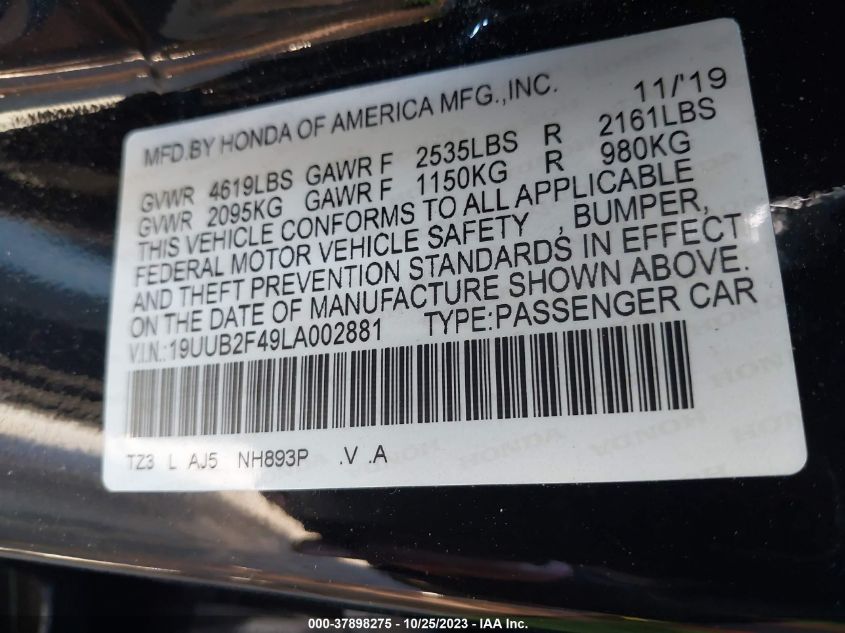 MFD.BY HONDA OF AMERICA MFG.,INC. 11/'19
GVWR 4619LBS GAWR F 2535LBS R 2161LBS
GVWR 2095KG GAWR F 1150KG R 980KG
THIS VEHICLE CONFORMS TO ALL APPLICABLE
FEDERAL MOTOR VEHICLE SAFETY , BUMPER,
AND THEFT PREVENTION STANDARDS IN EFFECT
ON THE DATE OF MANUFACTURE SHOWN ABOVE.
V.I.N.:19UUB2F49LA002881 TYPE:PASSENGER CAR
TZ3 L AJ5 NH893P .V .A
000-37898275 - 10/25/2023 - IAA Inc.